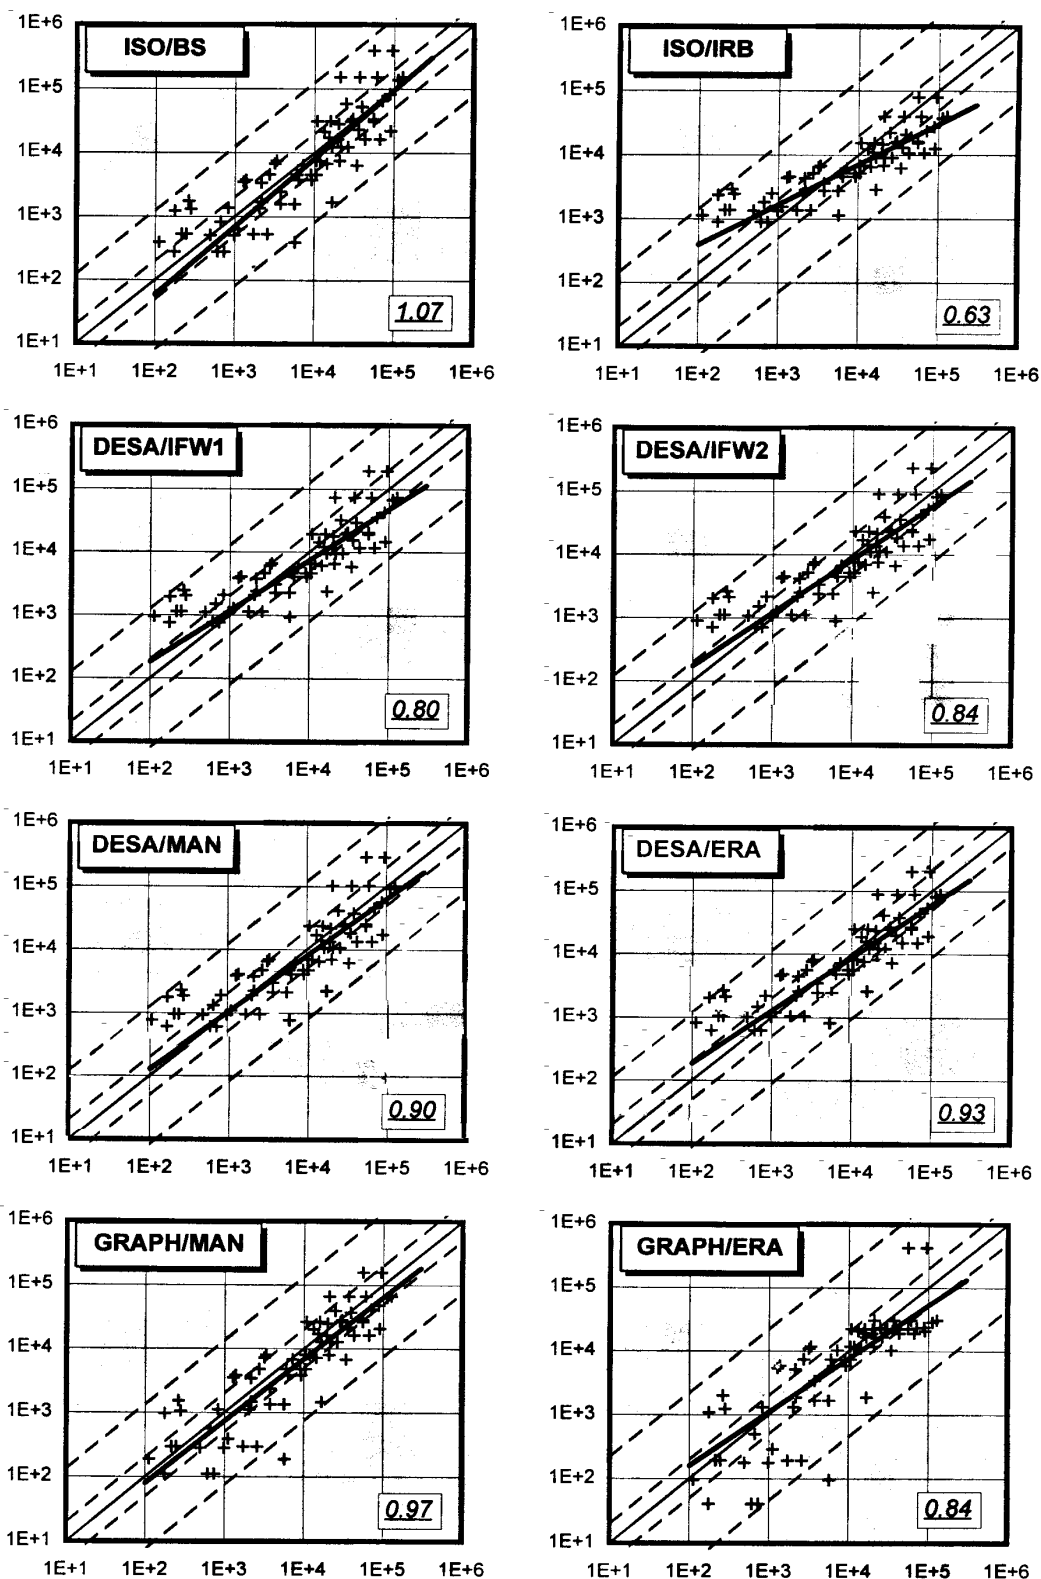 1E+6
ISO/BS
1E+5
1E+4
1E+3
1E+2
1.07
1E+1
1E+1 1E+2 1E+3 1E+4 1E+5 1E+6
1E+6
ISO/IRB
1E+5
1E+4
1E+3
1E+2
0.63
1E+1
1E+1 1E+2 1E+3 1E+4 1E+5 1E+6
1E+6
DESA/IFW1
1E+5
1E+4
1E+3
1E+2
0.80
1E+1
1E+1 1E+2 1E+3 1E+4 1E+5 1E+6
1E+6
DESA/IFW2
1E+5
1E+4
1E+3
1E+2
0.84
1E+1
1E+1 1E+2 1E+3 1E+4 1E+5 1E+6
1E+6
DESA/MAN
1E+5
1E+4
1E+3
1E+2
0.90
1E+1
1E+1 1E+2 1E+3 1E+4 1E+5 1E+6
1E+6
DESA/ERA
1E+5
1E+4
1E+3
1E+2
0.93
1E+1
1E+1 1E+2 1E+3 1E+4 1E+5 1E+6
1E+6
GRAPH/MAN
1E+5
1E+4
1E+3
1E+2
0.97
1E+1
1E+1 1E+2 1E+3 1E+4 1E+5 1E+6
1E+6
GRAPH/ERA
1E+5
1E+4
1E+3
1E+2
0.84
1E+1
1E+1 1E+2 1E+3 1E+4 1E+5 1E+6